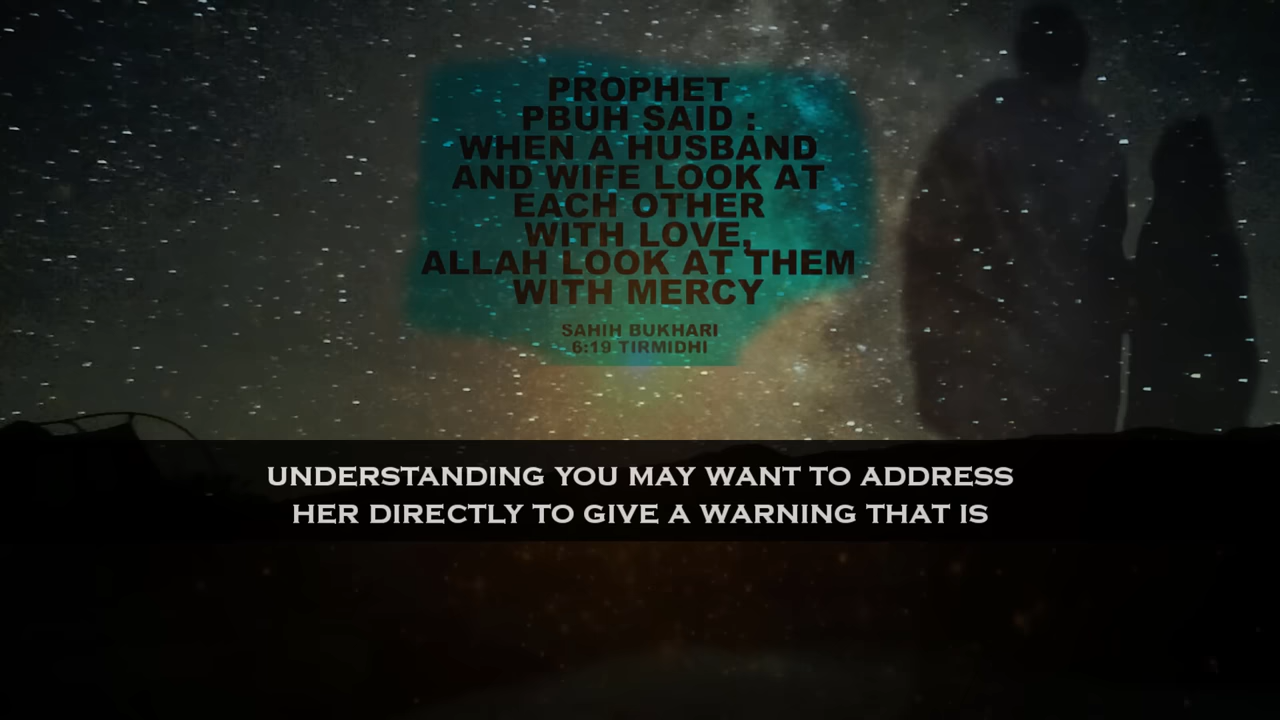 PROPHET
PBUH SAID :
WHEN A HUSBAND
AND WIFE LOOK AT
EACH OTHER
WITH LOVE,
ALLAH LOOK AT THEM
WITH MERCY
SAHIH BUKHARI
6:19 TIRMIDHI
UNDERSTANDING YOU MAY WANT TO ADDRESS
HER DIRECTLY TO GIVE A WARNING THAT IS